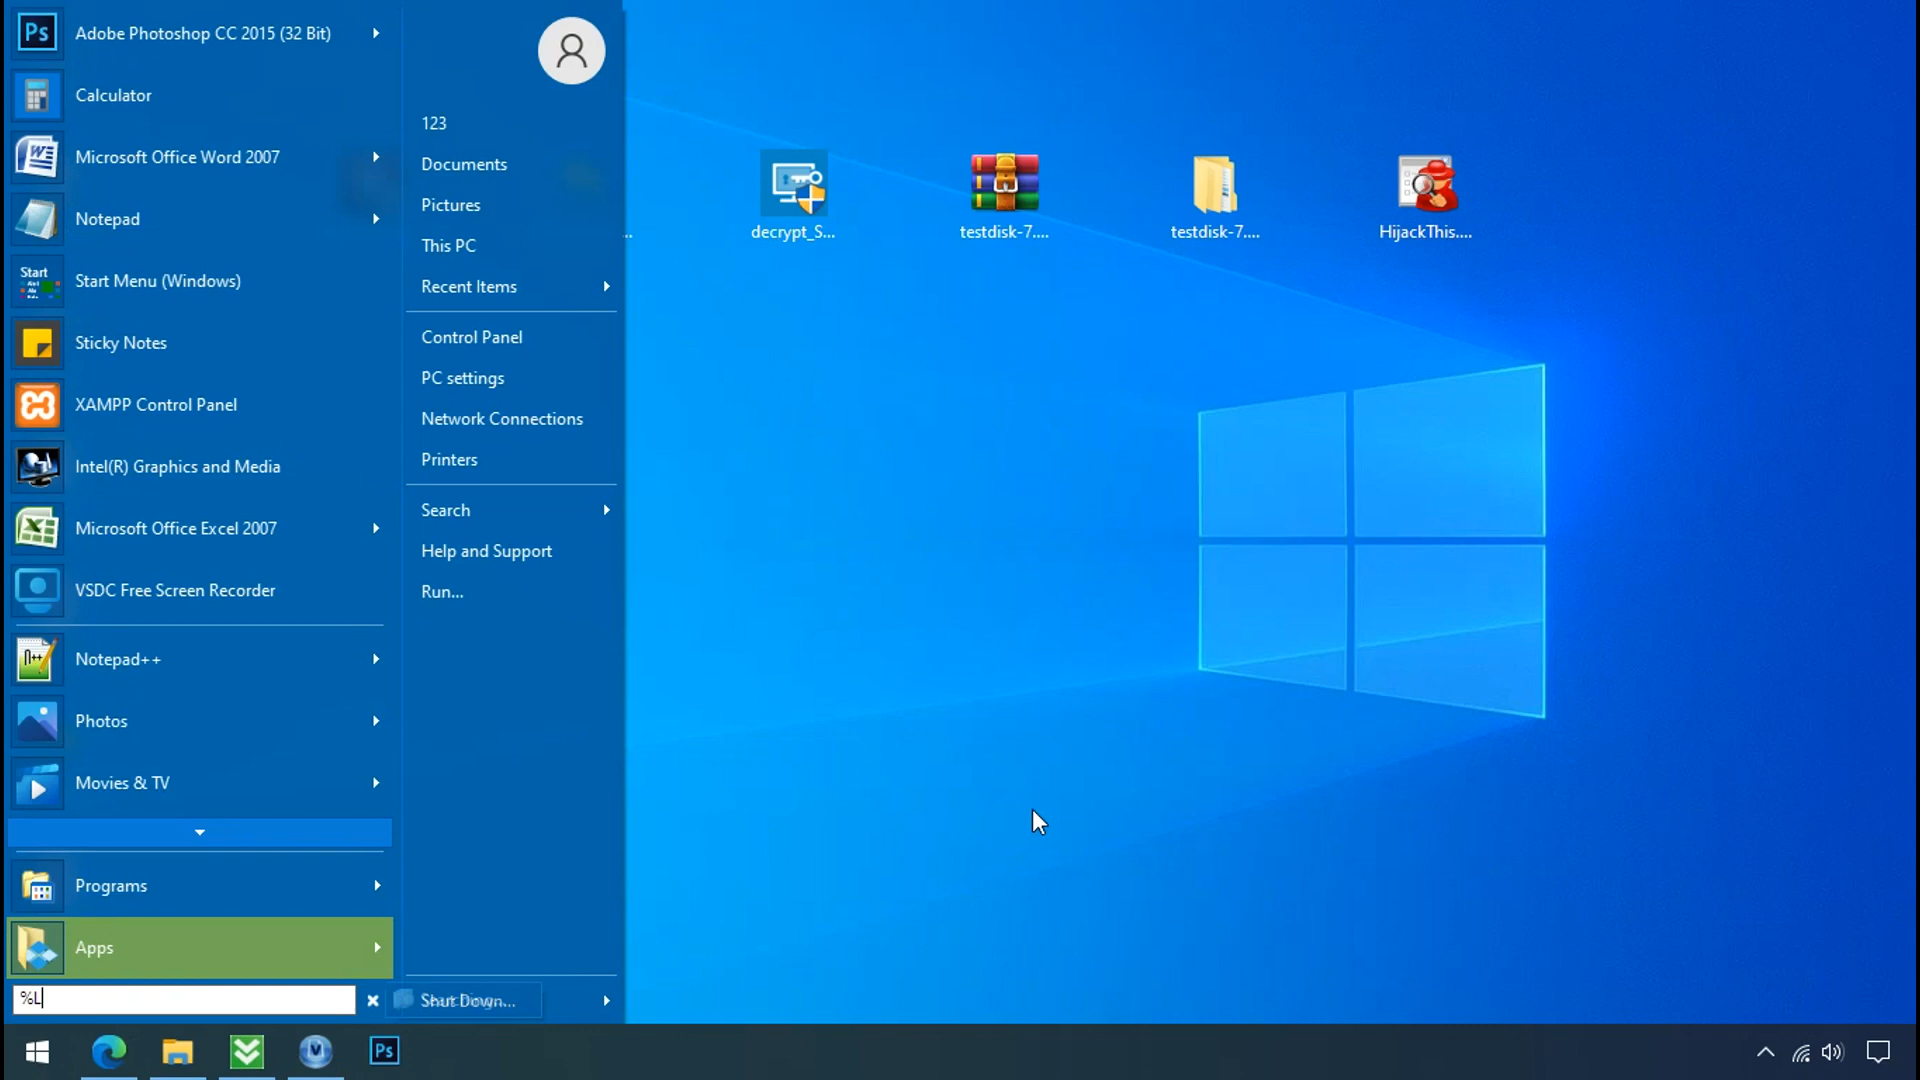 Adobe Photoshop CC 2015 (32 Bit)
Calculator
Microsoft Office Word 2007
Notepad
Start Menu (Windows)
Sticky Notes
XAMPP Control Panel
Intel(R) Graphics and Media
Microsoft Office Excel 2007
VSDC Free Screen Recorder
Notepad++
Photos
Movies & TV
Programs
Apps
%L
123
Documents
Pictures
This PC
Recent Items
Control Panel
PC settings
Network Connections
Printers
Search
Help and Support
Run...
Shut Down...
...
decrypt_S...
testdisk-7....
testdisk-7....
HijackThis....
Ps
Start
Ps